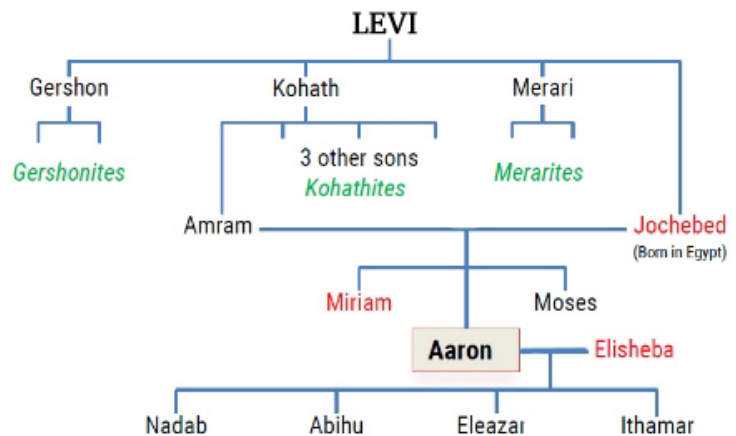 LEVI
Gershon
Kohath
Merari
Gershonites
3 other sons
Kohathites
Merarites
Amram
Jochebed
(Born in Egypt)
Miriam
Moses
Aaron
Elisheba
Nadab
Abihu
Eleazar
Ithamar